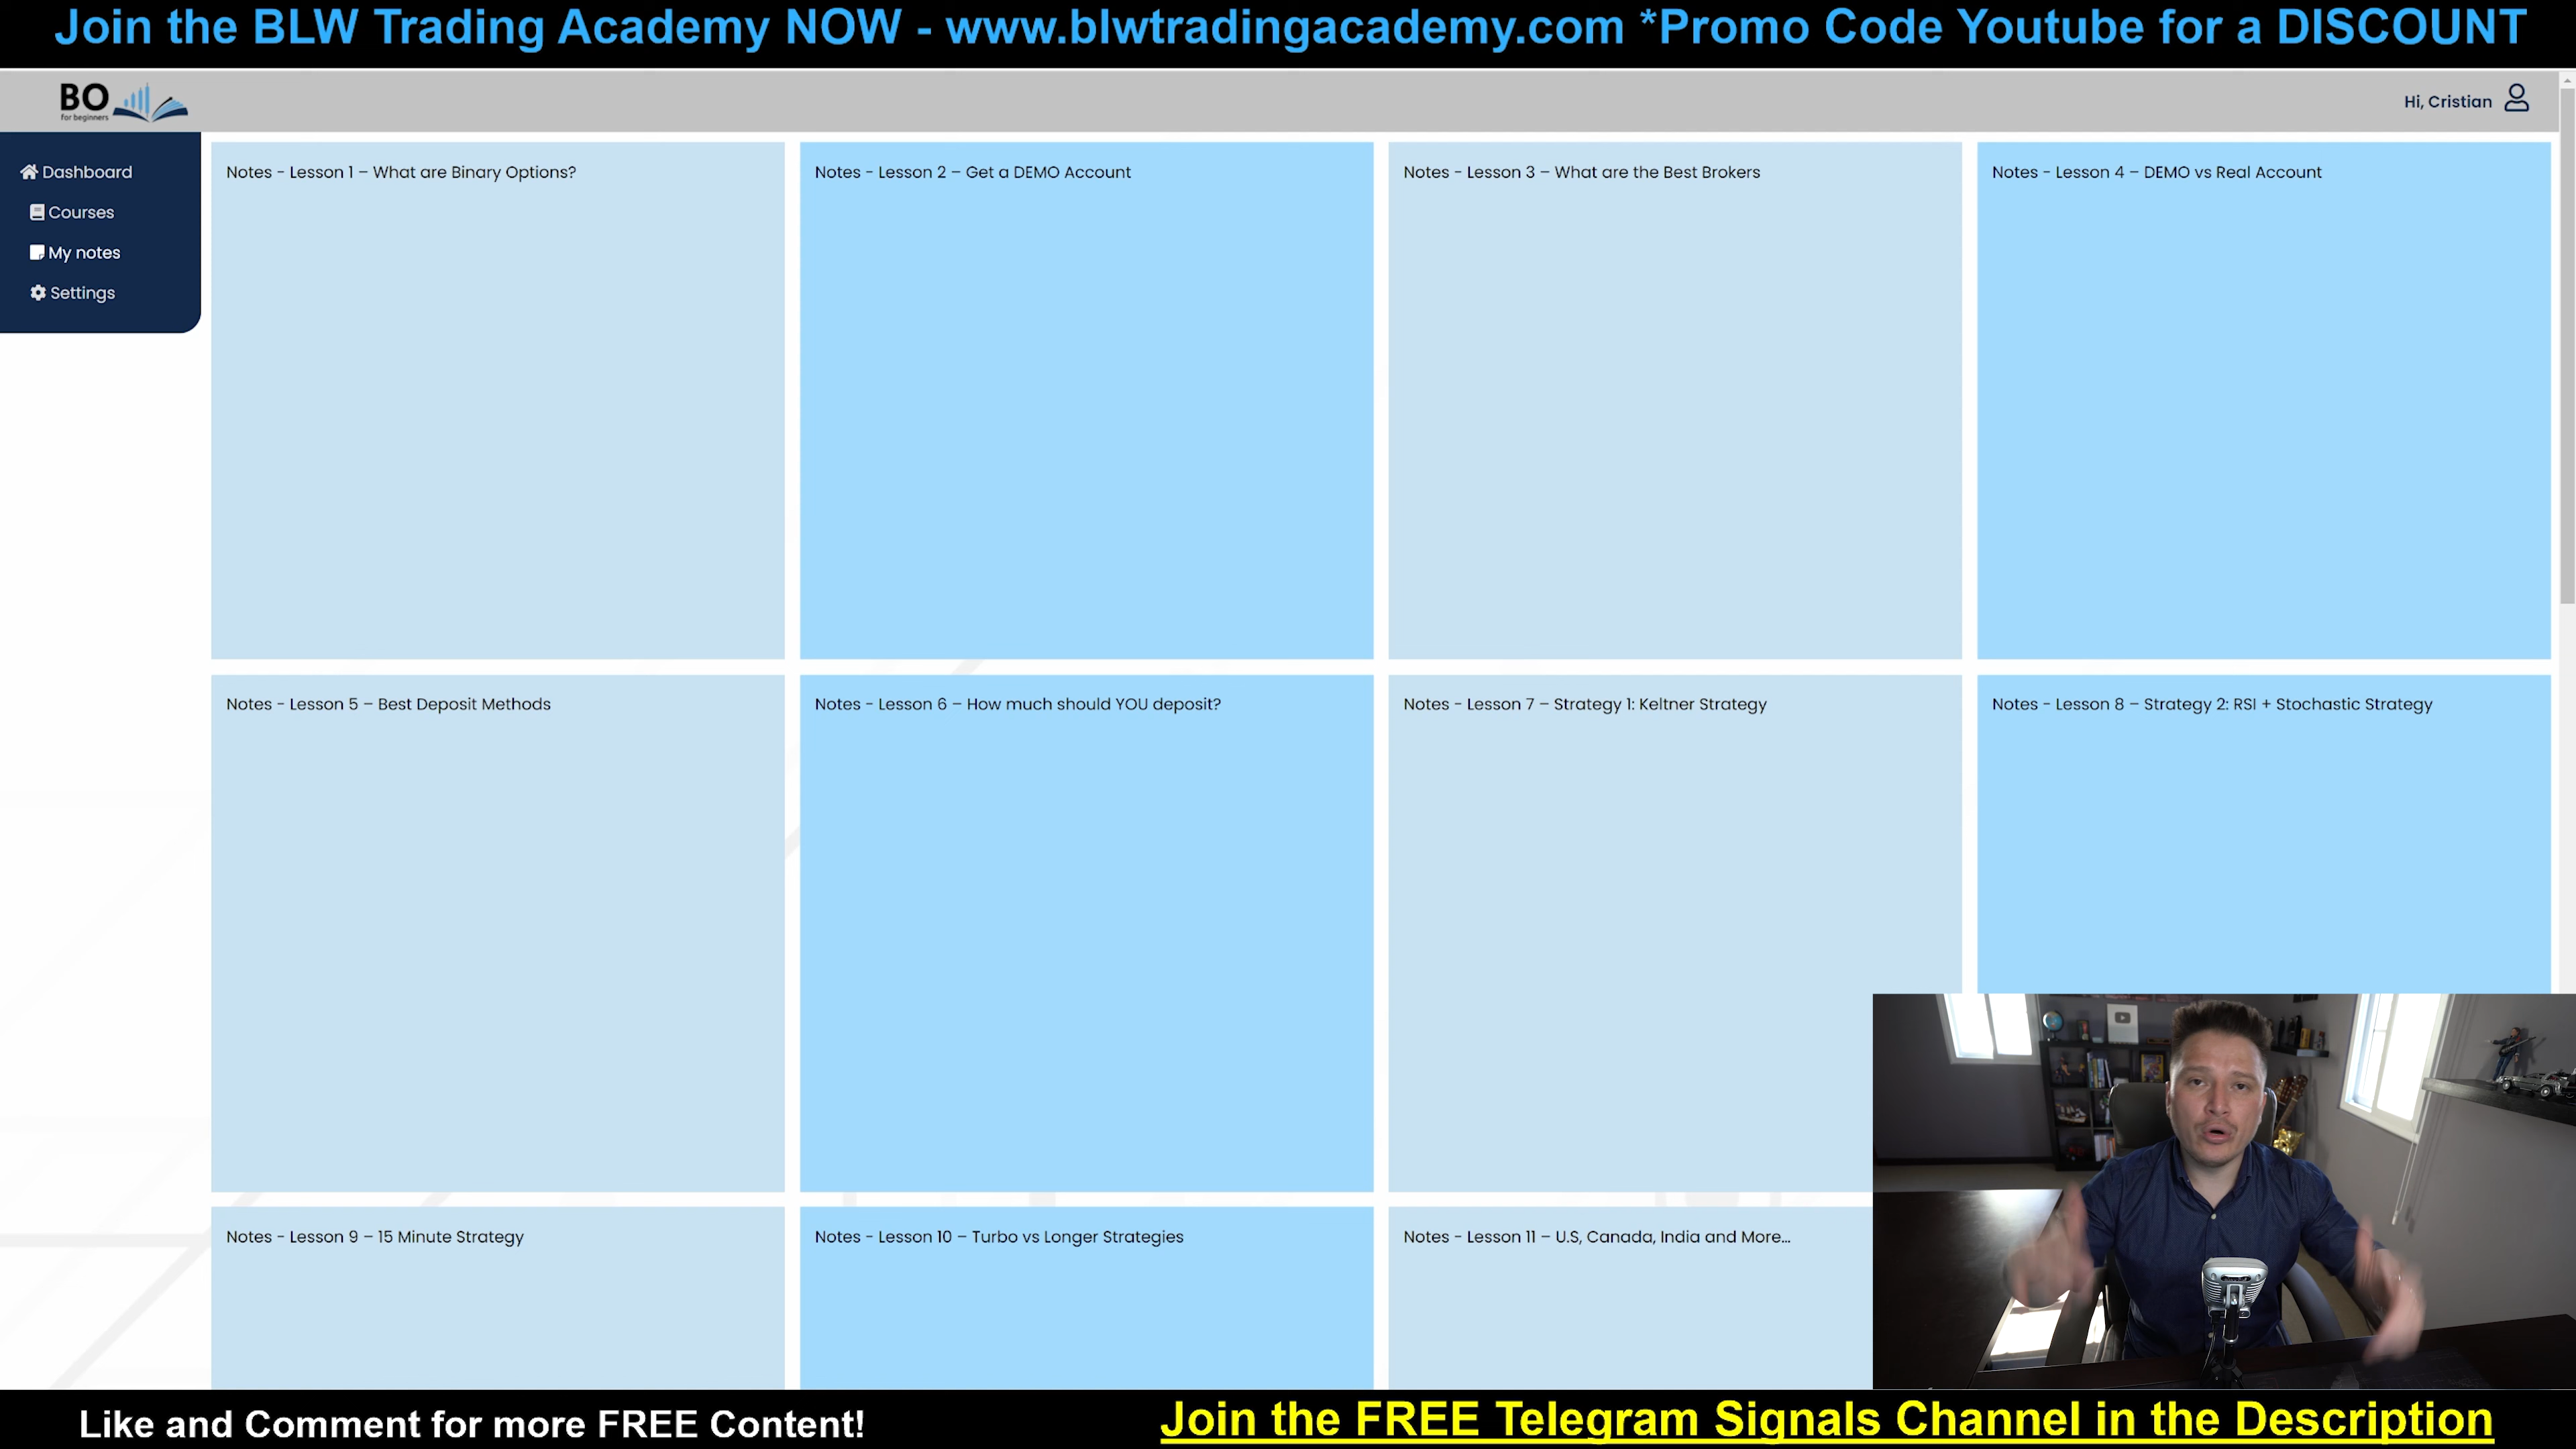 Join the BLW Trading Academy NOW - www.blwtradingacademy.com *Promo Code Youtube for a DISCOUNT
BO
for beginners
Hi, Cristian
Dashboard
Courses
My notes
Settings
Notes - Lesson 1 – What are Binary Options?
Notes - Lesson 2 – Get a DEMO Account
Notes - Lesson 3 – What are the Best Brokers
Notes - Lesson 4 – DEMO vs Real Account
Notes - Lesson 5 – Best Deposit Methods
Notes - Lesson 6 – How much should YOU deposit?
Notes - Lesson 7 – Strategy 1: Keltner Strategy
Notes - Lesson 8 – Strategy 2: RSI + Stochastic Strategy
Notes - Lesson 9 – 15 Minute Strategy
Notes - Lesson 10 – Turbo vs Longer Strategies
Notes - Lesson 11 – U.S, Canada, India and More...
Like and Comment for more FREE Content!
Join the FREE Telegram Signals Channel in the Description